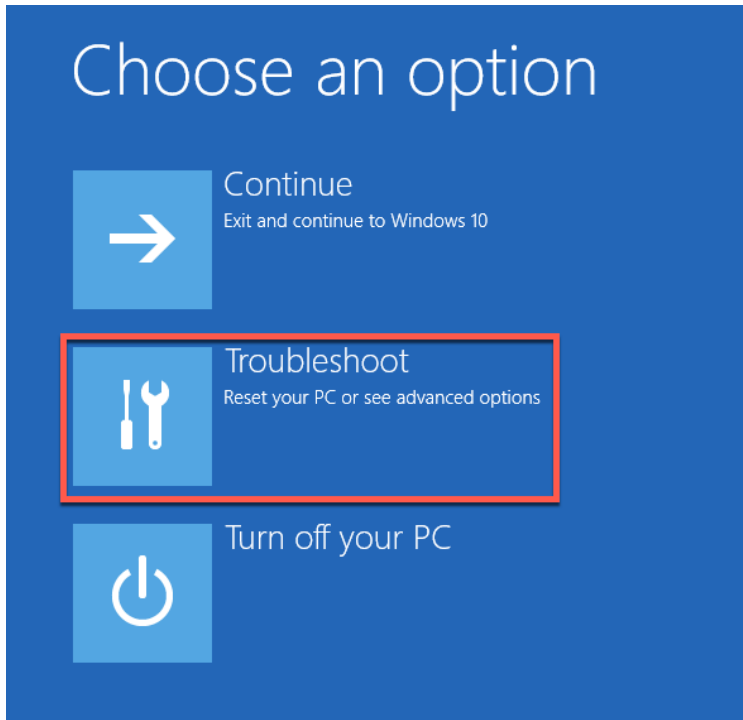 Choose an option
Continue
Exit and continue to Windows 10
Troubleshoot
Reset your PC or see advanced options
Turn off your PC